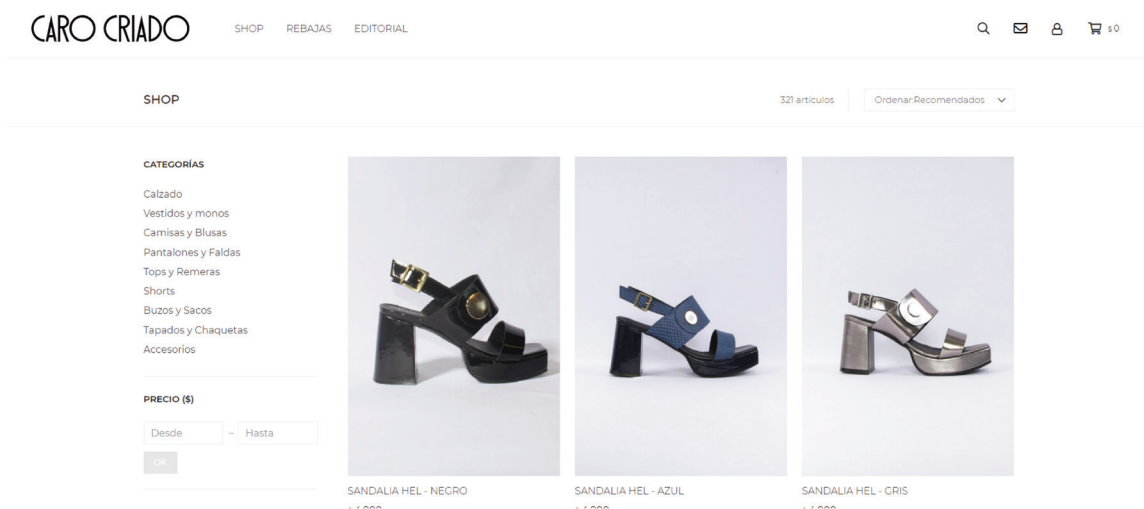 CARO CRIADO
SHOP REBAJAS EDITORIAL
$ 0
SHOP
321 artículos
Ordenar:Recomendados
CATEGORÍAS
Calzado
Vestidos y monos
Camisas y Blusas
Pantalones y Faldas
Tops y Remeras
Shorts
Buzos y Sacos
Tapados y Chaquetas
Accesorios
PRECIO ($)
Desde – Hasta
OK
SANDALIA HEL - NEGRO
SANDALIA HEL - AZUL
SANDALIA HEL - GRIS